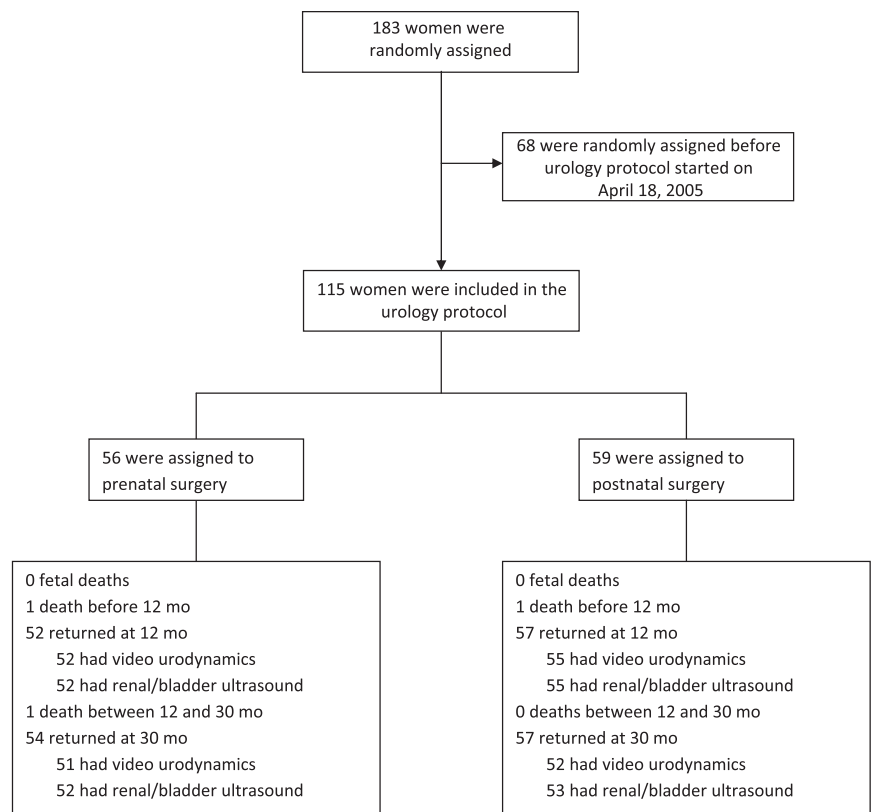 183 women were
randomly assigned
68 were randomly assigned before
urology protocol started on
April 18, 2005
115 women were included in the
urology protocol
56 were assigned to
prenatal surgery
59 were assigned to
postnatal surgery
0 fetal deaths
1 death before 12 mo
52 returned at 12 mo
52 had video urodynamics
52 had renal/bladder ultrasound
1 death between 12 and 30 mo
54 returned at 30 mo
51 had video urodynamics
52 had renal/bladder ultrasound
0 fetal deaths
1 death before 12 mo
57 returned at 12 mo
55 had video urodynamics
55 had renal/bladder ultrasound
0 deaths between 12 and 30 mo
57 returned at 30 mo
52 had video urodynamics
53 had renal/bladder ultrasound